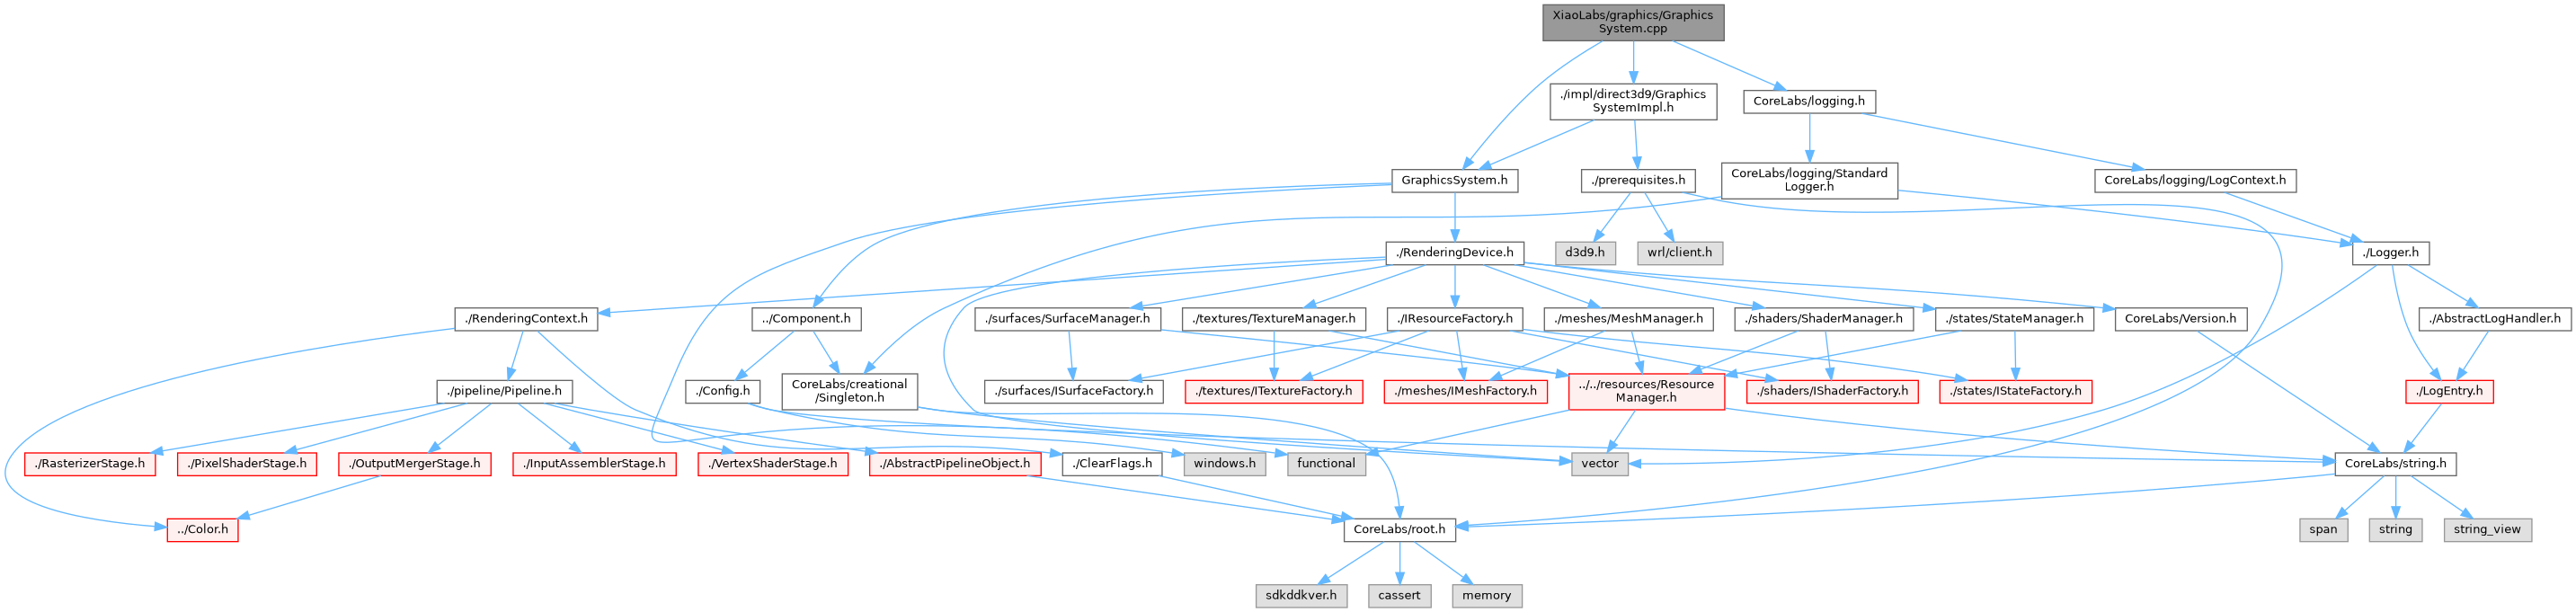 XiaoLabs/graphics/Graphics
System.cpp
./impl/direct3d9/Graphics
SystemImpl.h
CoreLabs/logging.h
GraphicsSystem.h
./prerequisites.h
CoreLabs/logging/Standard
Logger.h
CoreLabs/logging/LogContext.h
./RenderingDevice.h
d3d9.h
wrl/client.h
./Logger.h
./RenderingContext.h
../Component.h
./surfaces/SurfaceManager.h
./textures/TextureManager.h
./IResourceFactory.h
./meshes/MeshManager.h
./shaders/ShaderManager.h
./states/StateManager.h
CoreLabs/Version.h
./AbstractLogHandler.h
./pipeline/Pipeline.h
./Config.h
CoreLabs/creational
/Singleton.h
./surfaces/ISurfaceFactory.h
./textures/ITextureFactory.h
./meshes/IMeshFactory.h
../../resources/Resource
Manager.h
./shaders/IShaderFactory.h
./states/IStateFactory.h
./LogEntry.h
./RasterizerStage.h
./PixelShaderStage.h
./OutputMergerStage.h
./InputAssemblerStage.h
./VertexShaderStage.h
./AbstractPipelineObject.h
./ClearFlags.h
windows.h
functional
vector
CoreLabs/string.h
../Color.h
CoreLabs/root.h
span
string
string_view
sdkddkver.h
cassert
memory